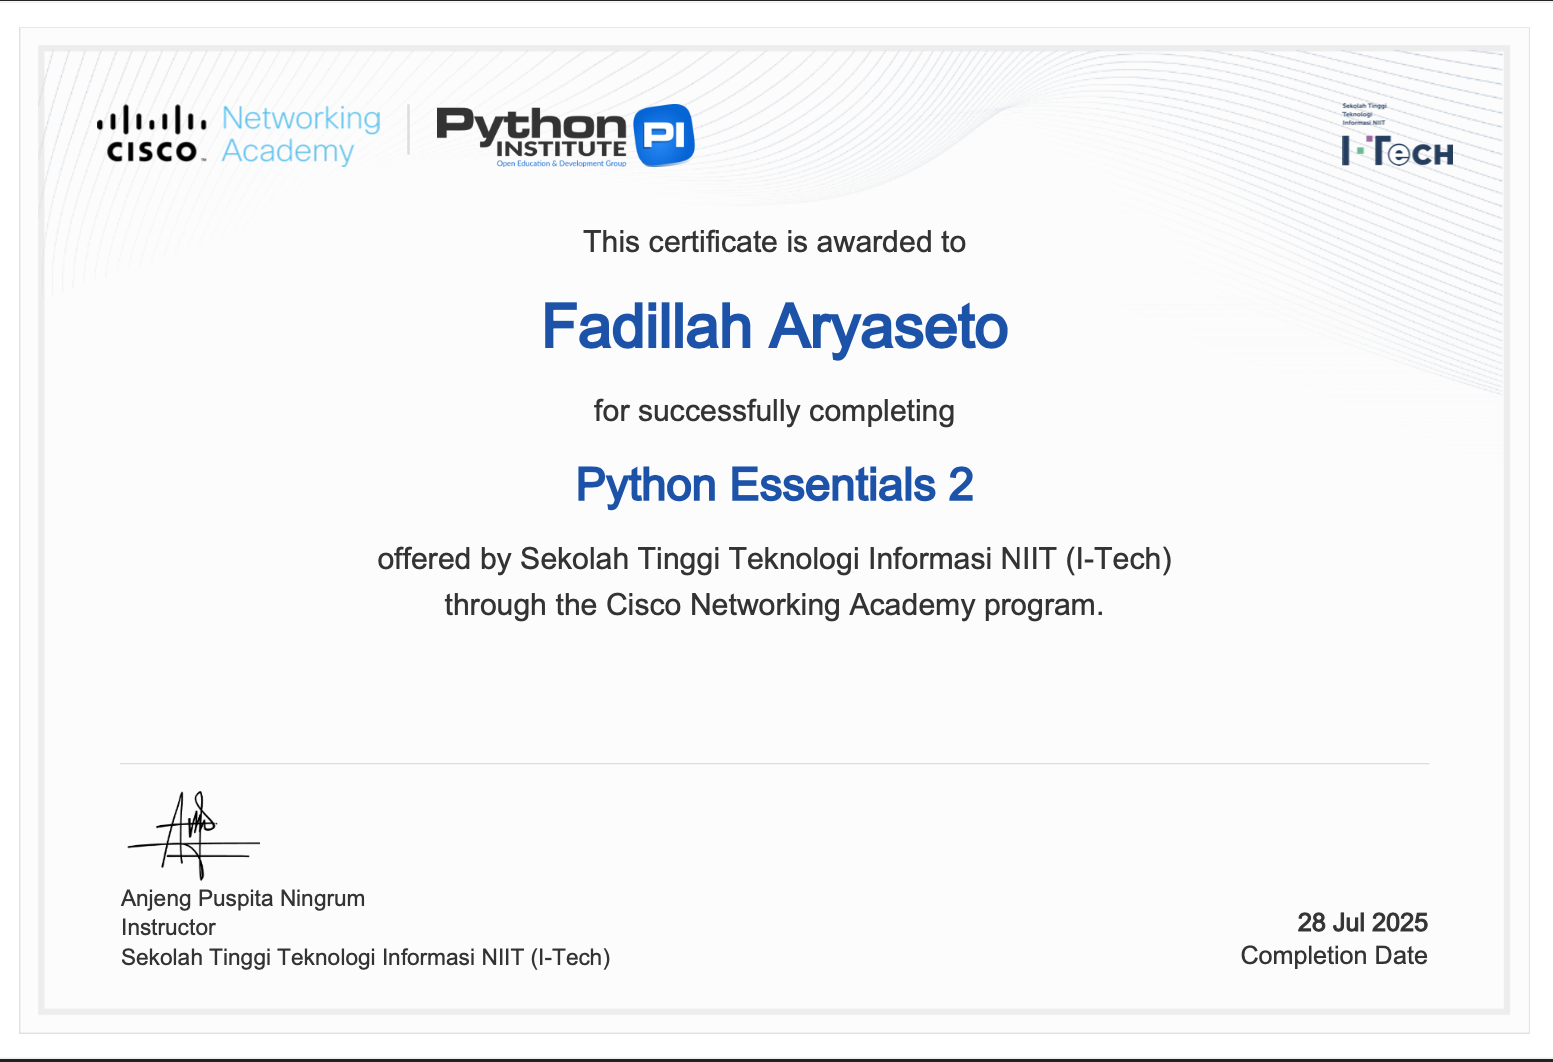 CISCO
Networking
Academy
Python
INSTITUTE
Open Education & Development Group
PI
Sekolah Tinggi
Teknologi
Informasi NIIT
I-TecH
This certificate is awarded to
Fadillah Aryaseto
for successfully completing
Python Essentials 2
offered by Sekolah Tinggi Teknologi Informasi NIIT (I-Tech)
through the Cisco Networking Academy program.
Anjeng Puspita Ningrum
Instructor
Sekolah Tinggi Teknologi Informasi NIIT (I-Tech)
28 Jul 2025
Completion Date